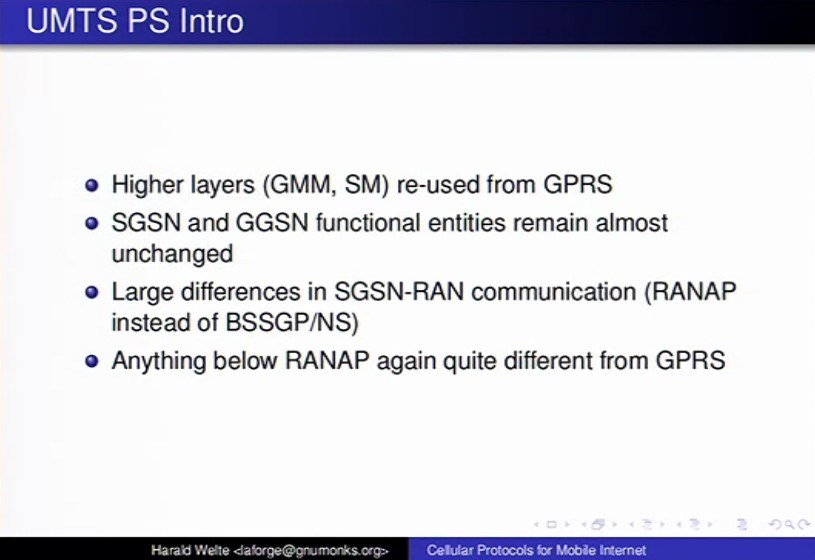 UMTS PS Intro
Higher layers (GMM, SM) re-used from GPRS
SGSN and GGSN functional entities remain almost
unchanged
Large differences in SGSN-RAN communication (RANAP
instead of BSSGP/NS)
Anything below RANAP again quite different from GPRS
Harald Welte <laforge@gnumonks.org>
Cellular Protocols for Mobile Internet